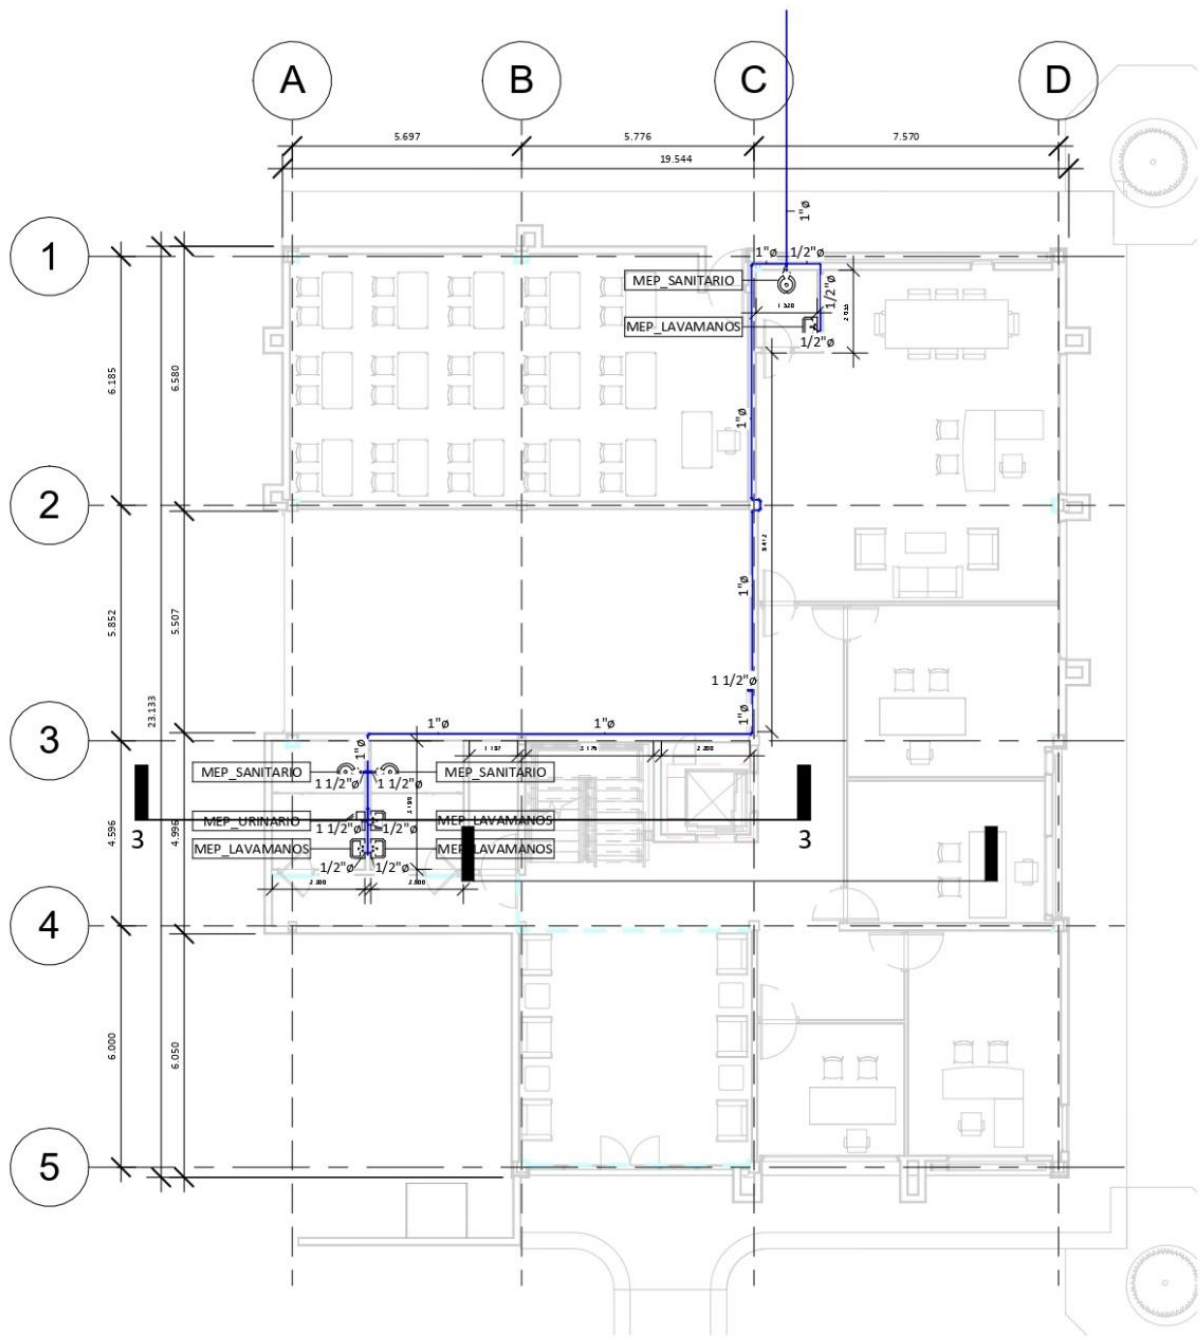 A
B
C
D
5.697
5.776
7.570
19.544
1"ø
1
1"ø
1/2"ø
MEP_SANITARIO
1/2"ø
MEP_LAVAMANOS
1/2"ø
6.185
6.580
1"ø
2
1"ø
5.852
5.507
1 1/2"ø
23.133
1"ø
3
1"ø
1"ø
1"ø
MEP_SANITARIO
MEP_SANITARIO
1 1/2"ø
1 1/2"ø
MEP_URINARIO
MEP_LAVAMANOS
3
1 1/2"ø
1/2"ø
3
4.596
4.996
MEP_LAVAMANOS
MEP_LAVAMANOS
1/2"ø
1/2"ø
4
6.000
6.050
5